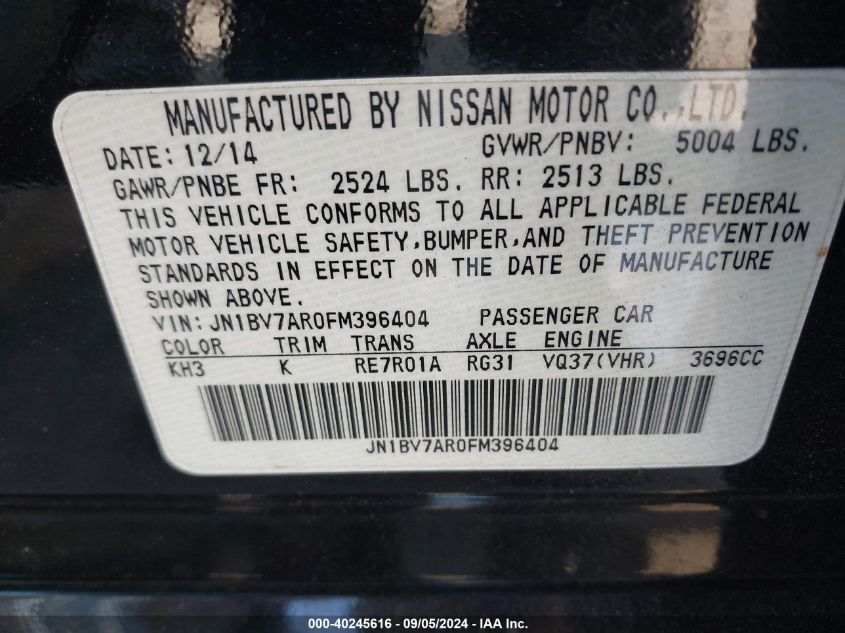 MANUFACTURED BY NISSAN MOTOR CO.,LTD.
DATE: 12/14 GVWR/PNBV: 5004 LBS.
GAWR/PNBE FR: 2524 LBS. RR: 2513 LBS.
THIS VEHICLE CONFORMS TO ALL APPLICABLE FEDERAL
MOTOR VEHICLE SAFETY,BUMPER,AND THEFT PREVENTION
STANDARDS IN EFFECT ON THE DATE OF MANUFACTURE
SHOWN ABOVE.
VIN: JN1BV7AR0FM396404 PASSENGER CAR
COLOR TRIM TRANS AXLE ENGINE
KH3 K RE7R01A RG31 VQ37(VHR) 3696CC
JN1BV7AR0FM396404
000-40245616 - 09/05/2024 - IAAI.COM